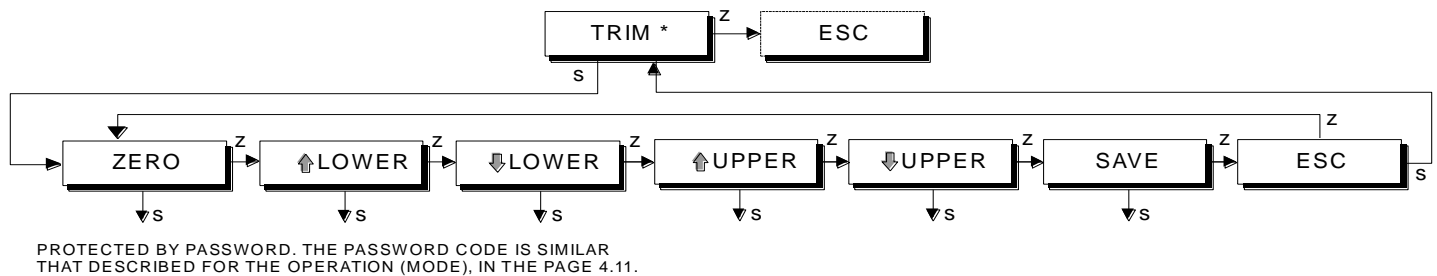 TRIM *
Z
ESC
s
Z
ZERO
Z
LOWER
Z
LOWER
Z
UPPER
Z
UPPER
Z
SAVE
Z
ESC
s
s
s
s
s
s
s
PROTECTED BY PASSWORD. THE PASSWORD CODE IS SIMILAR
THAT DESCRIBED FOR THE OPERATION (MODE), IN THE PAGE 4.11.